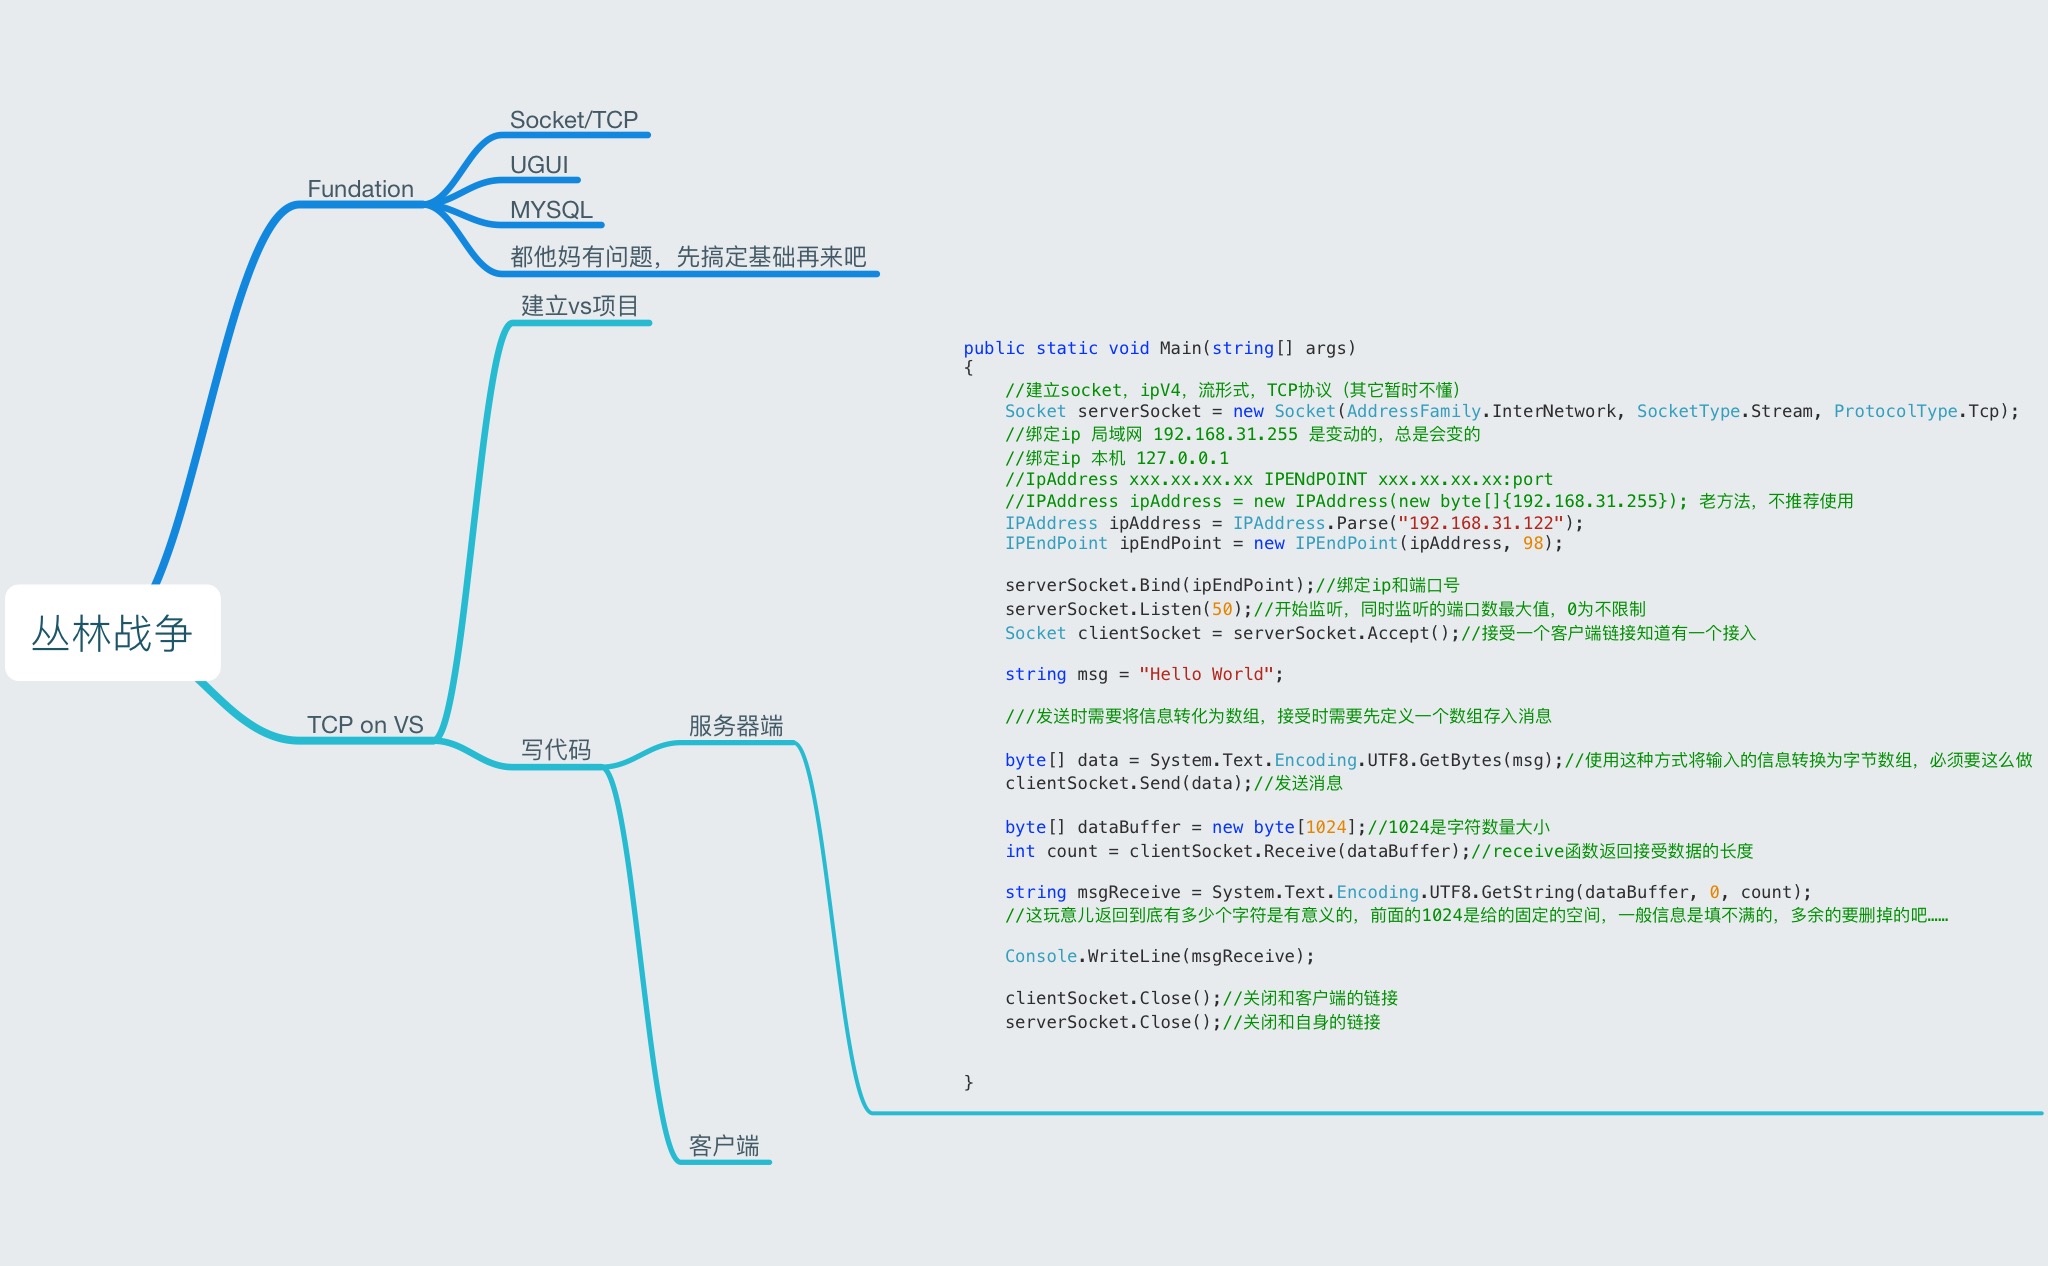 Socket/TCP
UGUI
Fundation
MYSQL
都他妈有问题，先搞定基础再来吧
建立vs项目
丛林战争
TCP on VS
写代码
服务器端
客户端
public static void Main(string[] args)
{
//建立socket，ipV4，流形式，TCP协议（其它暂时不懂）
Socket serverSocket = new Socket(AddressFamily.InterNetwork, SocketType.Stream, ProtocolType.Tcp);
//绑定ip 局域网 192.168.31.255 是变动的，总是会变的
//绑定ip 本机 127.0.0.1
//IpAddress xxx.xx.xx.xx IPENdPOINT xxx.xx.xx.xx:port
//IPAddress ipAddress = new IPAddress(new byte[]{192.168.31.255}); 老方法，不推荐使用
IPAddress ipAddress = IPAddress.Parse("192.168.31.122");
IPEndPoint ipEndPoint = new IPEndPoint(ipAddress, 98);
serverSocket.Bind(ipEndPoint);//绑定ip和端口号
serverSocket.Listen(50);//开始监听，同时监听的端口数最大值，0为不限制
Socket clientSocket = serverSocket.Accept();//接受一个客户端链接知道有一个接入
string msg = "Hello World";
///发送时需要将信息转化为数组，接受时需要先定义一个数组存入消息
byte[] data = System.Text.Encoding.UTF8.GetBytes(msg);//使用这种方式将输入的信息转换为字节数组，必须要这么做
clientSocket.Send(data);//发送消息
byte[] dataBuffer = new byte[1024];//1024是字符数量大小
int count = clientSocket.Receive(dataBuffer);//receive函数返回接受数据的长度
string msgReceive = System.Text.Encoding.UTF8.GetString(dataBuffer, 0, count);
//这玩意儿返回到底有多少个字符是有意义的，前面的1024是给的固定的空间，一般信息是填不满的，多余的要删掉的吧……
Console.WriteLine(msgReceive);
clientSocket.Close();//关闭和客户端的链接
serverSocket.Close();//关闭和自身的链接
}